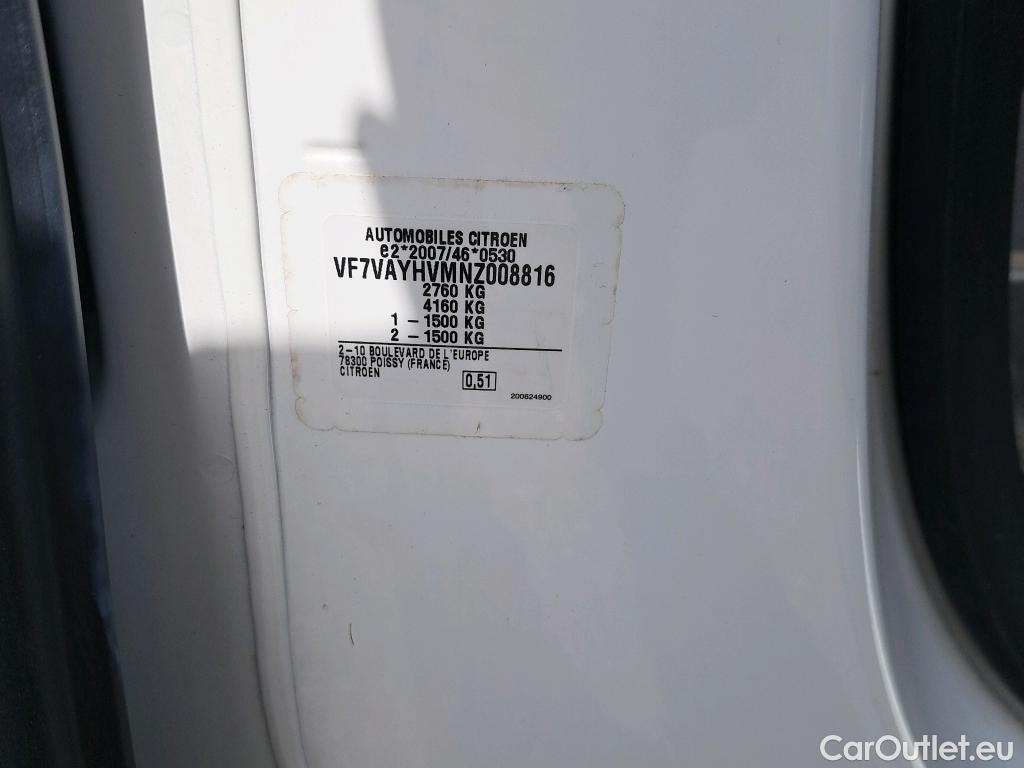 AUTOMOBILES CITROEN
e2*2007/46*0530
VF7VAYHVMNZ008816
2760 KG
4160 KG
1 - 1500 KG
2 - 1500 KG
2-10 BOULEVARD DE L'EUROPE
78300 POISSY (FRANCE)
CITROEN
0,51
200624900
CarOutlet.eu